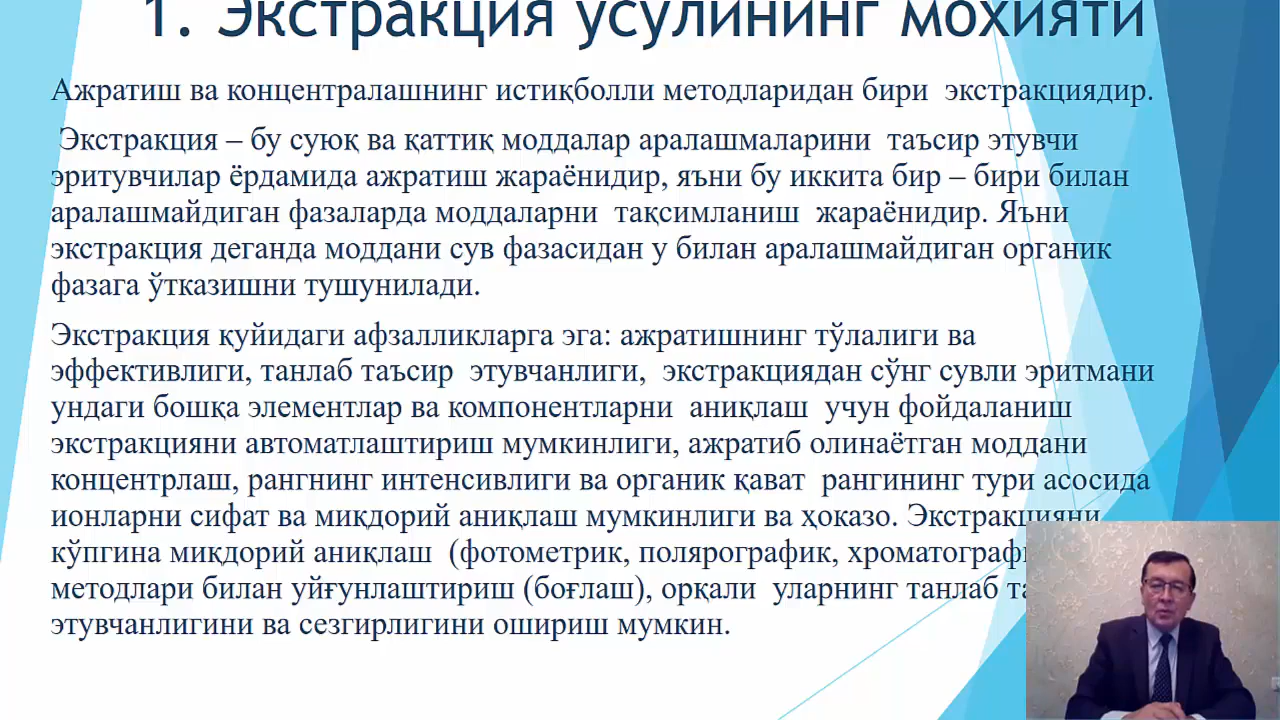 1. Экстракция усулининг мохияти
Ажратиш ва концентралашнинг истиқболли методларидан бири экстракциядир.
Экстракция – бу суюқ ва қаттиқ моддалар аралашмаларини таъсир этувчи
эритувчилар ёрдамида ажратиш жараёнидир, яъни бу иккита бир – бири билан
аралашмайдиган фазаларда моддаларни тақсимланиш жараёнидир. Яъни
экстракция деганда моддани сув фазасидан у билан аралашмайдиган органик
фазага ўтказишни тушунилади.
Экстракция қуйидаги афзалликларга эга: ажратишнинг тўлалиги ва
эффективлиги, танлаб таъсир этувчанлиги, экстракциядан сўнг сувли эритмани
ундаги бошқа элементлар ва компонентларни аниқлаш учун фойдаланиш
экстракцияни автоматлаштириш мумкинлиги, ажратиб олинаётган моддани
концентрлаш, рангнинг интенсивлиги ва органик қават рангининг тури асосида
ионларни сифат ва миқдорий аниқлаш мумкинлиги ва ҳоказо. Экстракцияни
кўпгина миқдорий аниқлаш (фотометрик, полярографик,
методлари билан уйғунлаштириш (боғлаш), орқали уларнинг танлаб
этувчанлигини ва сезгирлигини ошириш мумкин.